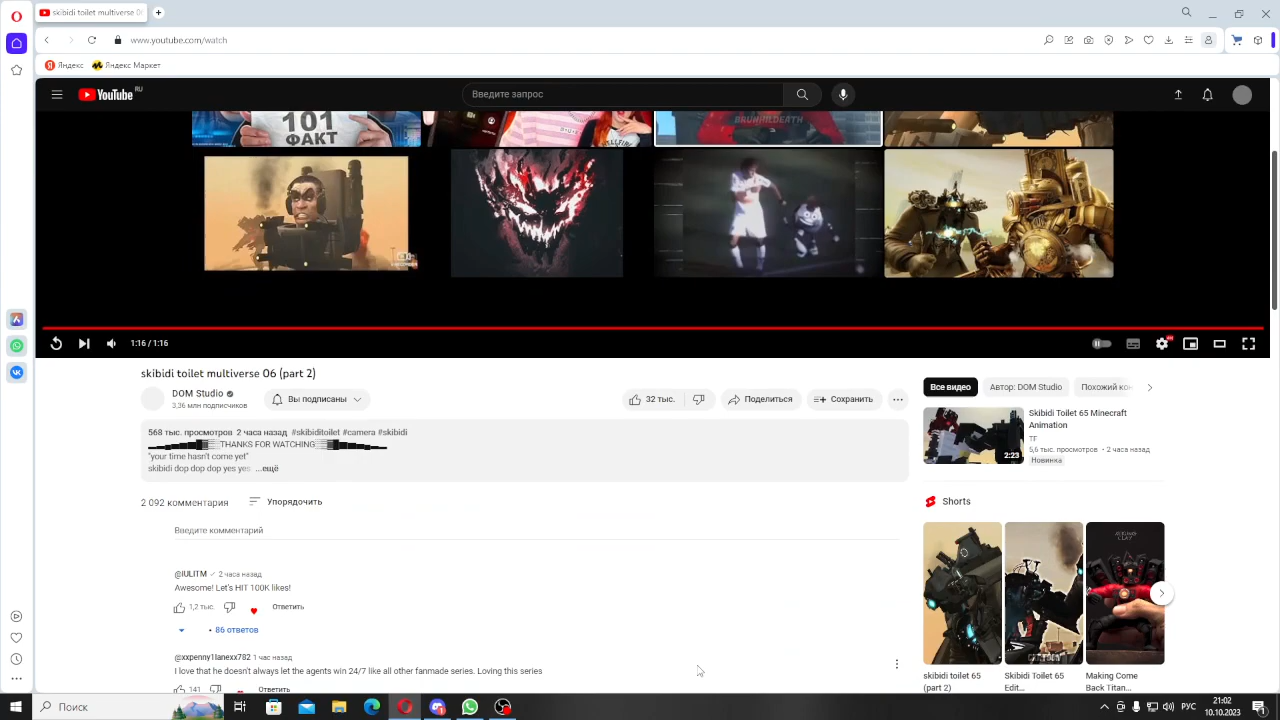 skibidi toilet multiverse 06
www.youtube.com/watch
Яндекс
Яндекс Маркет
YouTube RU
Введите запрос
101
ФАКТ
BRUHILDEATH
1:16 / 1:16
skibidi toilet multiverse 06 (part 2)
DOM Studio
3,36 млн подписчиков
Вы подписаны
32 тыс.
Поделиться
Сохранить
568 тыс. просмотров 2 часа назад #skibiditoilet #camera #skibidi
THANKS FOR WATCHING
"your time hasn't come yet"
skibidi dop dop dop yes yes ...ещё
2 092 комментария
Упорядочить
Введите комментарий
@IULITM 2 часа назад
Awesome! Let's HIT 100K likes!
1,2 тыс.
Ответить
• 86 ответов
@xxpenny1lanexx782 1 час назад
I love that he doesn't always let the agents win 24/7 like all other fanmade series. Loving this series
141
Ответить
Все видео
Автор: DOM Studio
Похожий кон
2:23
Skibidi Toilet 65 Minecraft
Animation
TF
5,6 тыс. просмотров • 2 часа назад
Новинка
Shorts
skibidi toilet 65
(part 2)
Skibidi Toilet 65
Edit...
Making Come
Back Titan...
Поиск
РУС
21:02
10.10.2023
1